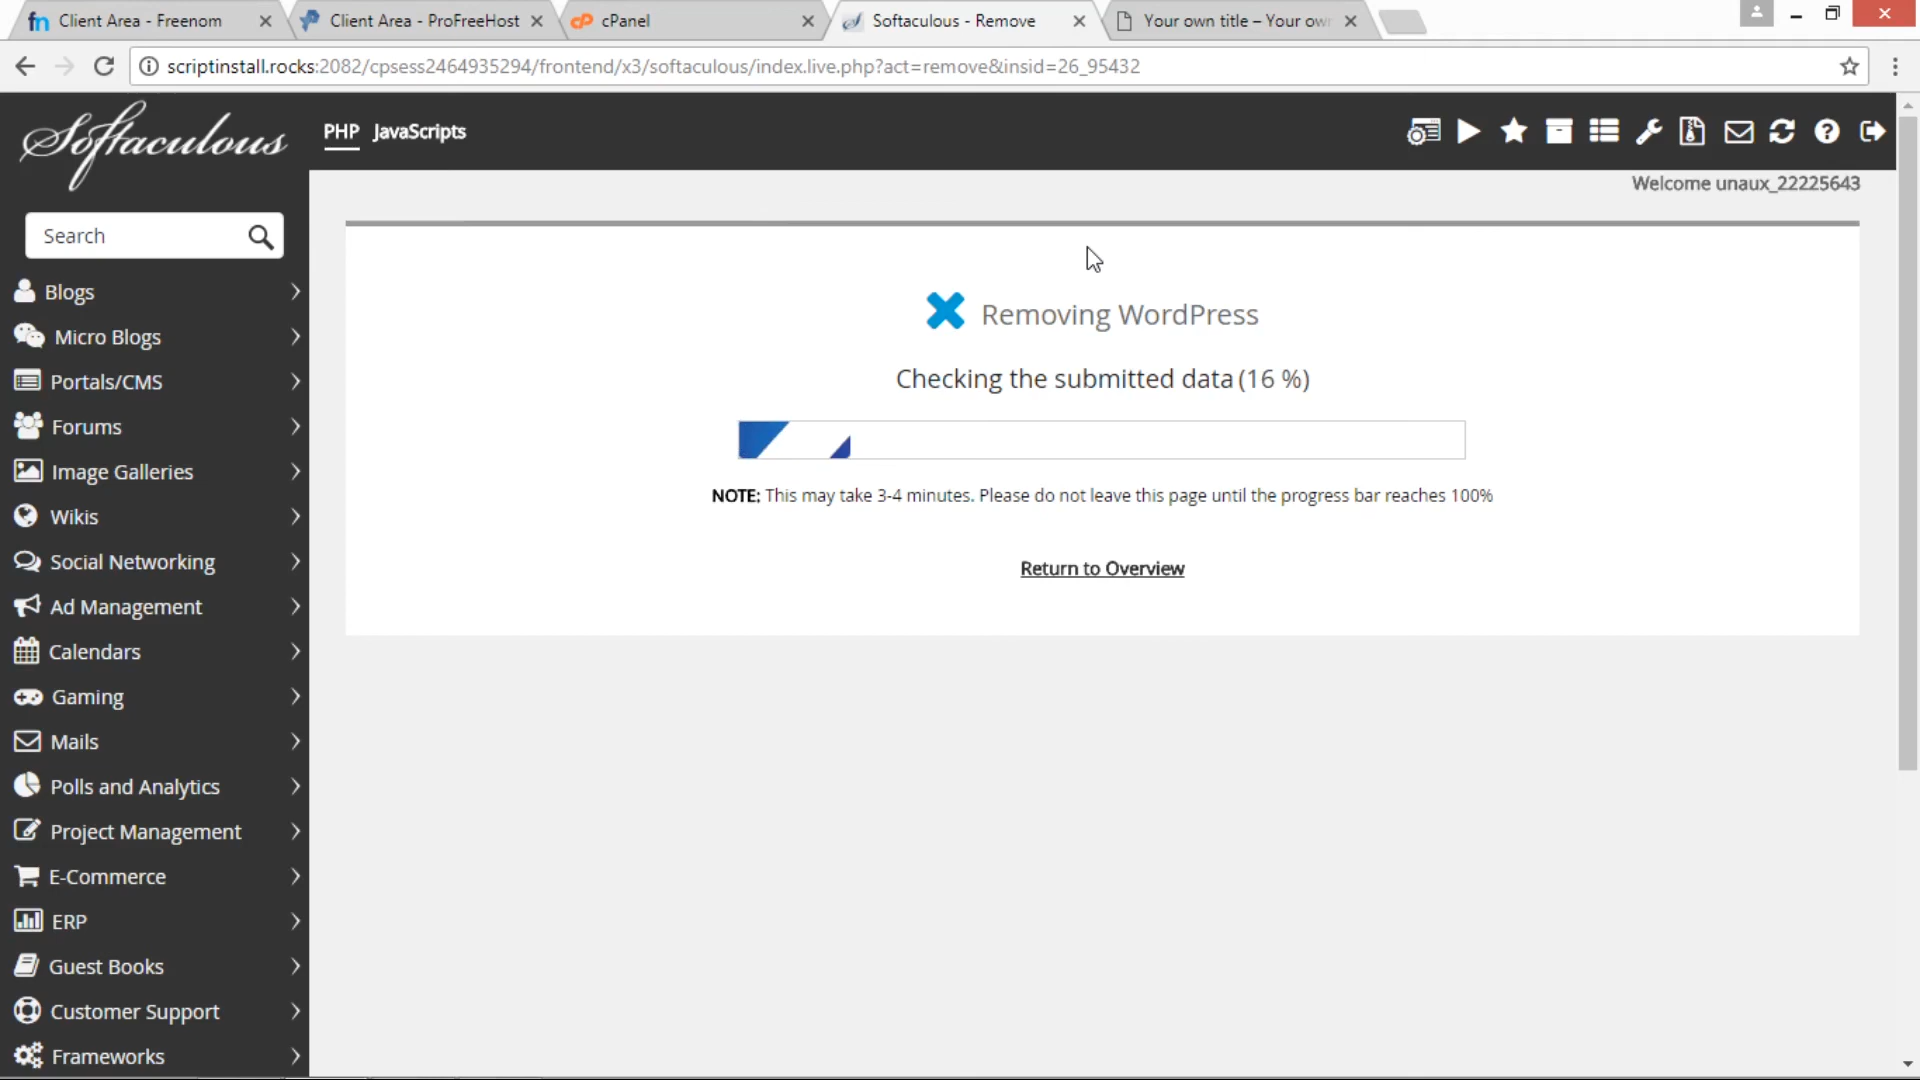 Client Area - Freenom
Client Area - ProFreeHost
cPanel
Softaculous - Remove
Your own title – Your ow
scriptinstall.rocks:2082/cpsess2464935294/frontend/x3/softaculous/index.live.php?act=remove&insid=26_95432
Softaculous
PHP
JavaScripts
Welcome unaux_22225643
Search
Blogs
Micro Blogs
Portals/CMS
Forums
Image Galleries
Wikis
Social Networking
Ad Management
Calendars
Gaming
Mails
Polls and Analytics
Project Management
E-Commerce
ERP
Guest Books
Customer Support
Frameworks
Removing WordPress
Checking the submitted data (16 %)
NOTE: This may take 3-4 minutes. Please do not leave this page until the progress bar reaches 100%
Return to Overview